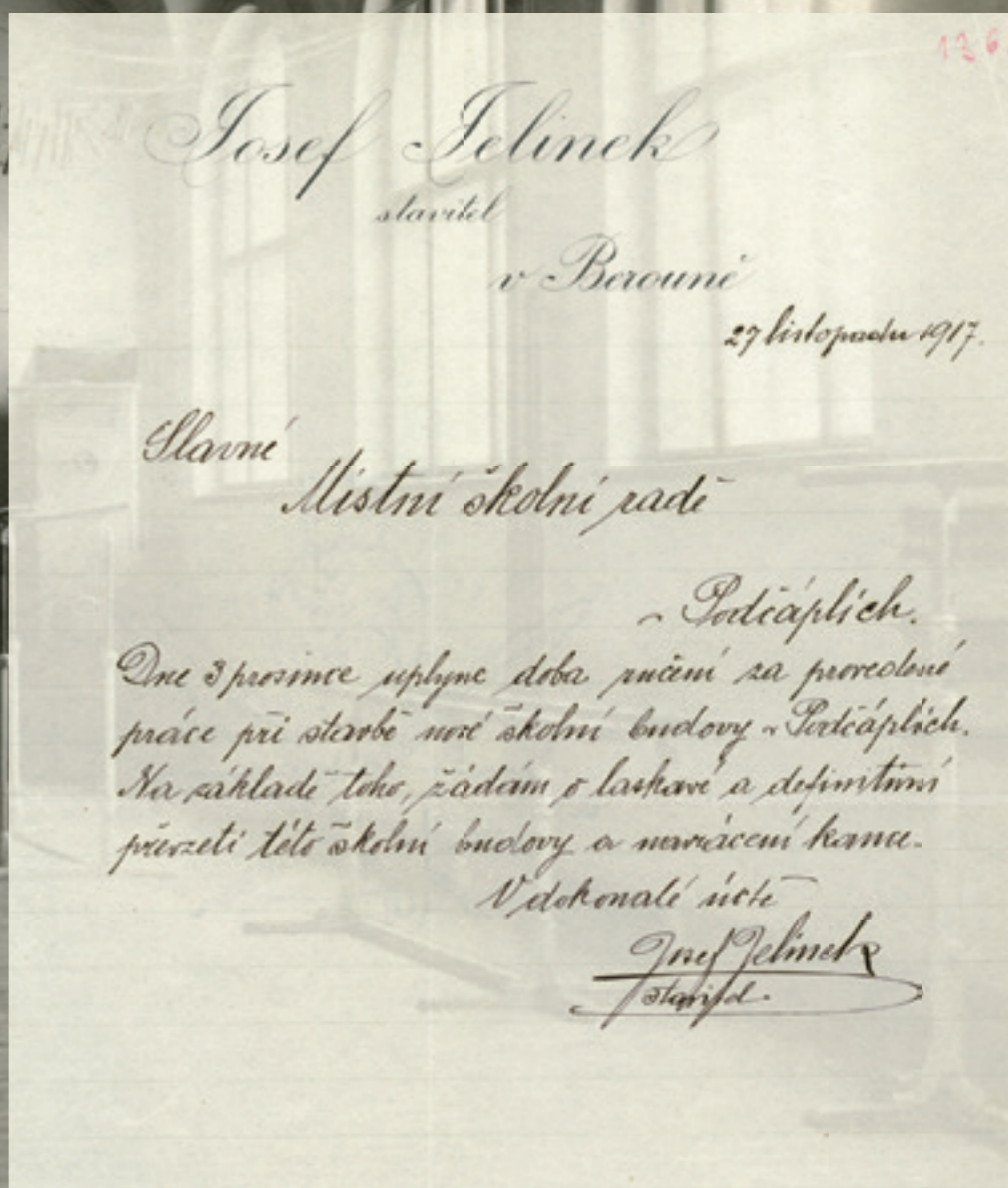 136
Josef Jelinek
stavitel
v Berouně
27 listopadu 1917.
Slavné
Místní školní radě
v Podčáplích.
Dne 3 prosince uplyne doba ručení za provedené
práce při stavbě nové školní budovy v Podčáplích.
Na základě toho, žádám o laskavé a definitivní
převzetí této školní budovy a navrácení kauce.
V dokonalé úctě
Josef Jelinek
stavitel.